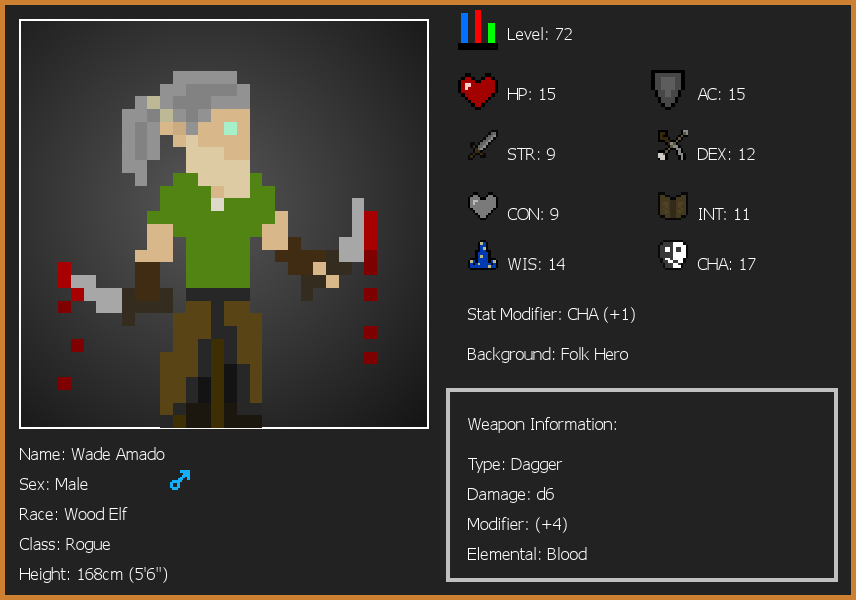 Level: 72
HP: 15
AC: 15
STR: 9
DEX: 12
CON: 9
INT: 11
WIS: 14
CHA: 17
Stat Modifier: CHA (+1)
Background: Folk Hero
Weapon Information:
Type: Dagger
Damage: d6
Modifier: (+4)
Elemental: Blood
Name: Wade Amado
Sex: Male
Race: Wood Elf
Class: Rogue
Height: 168cm (5'6")